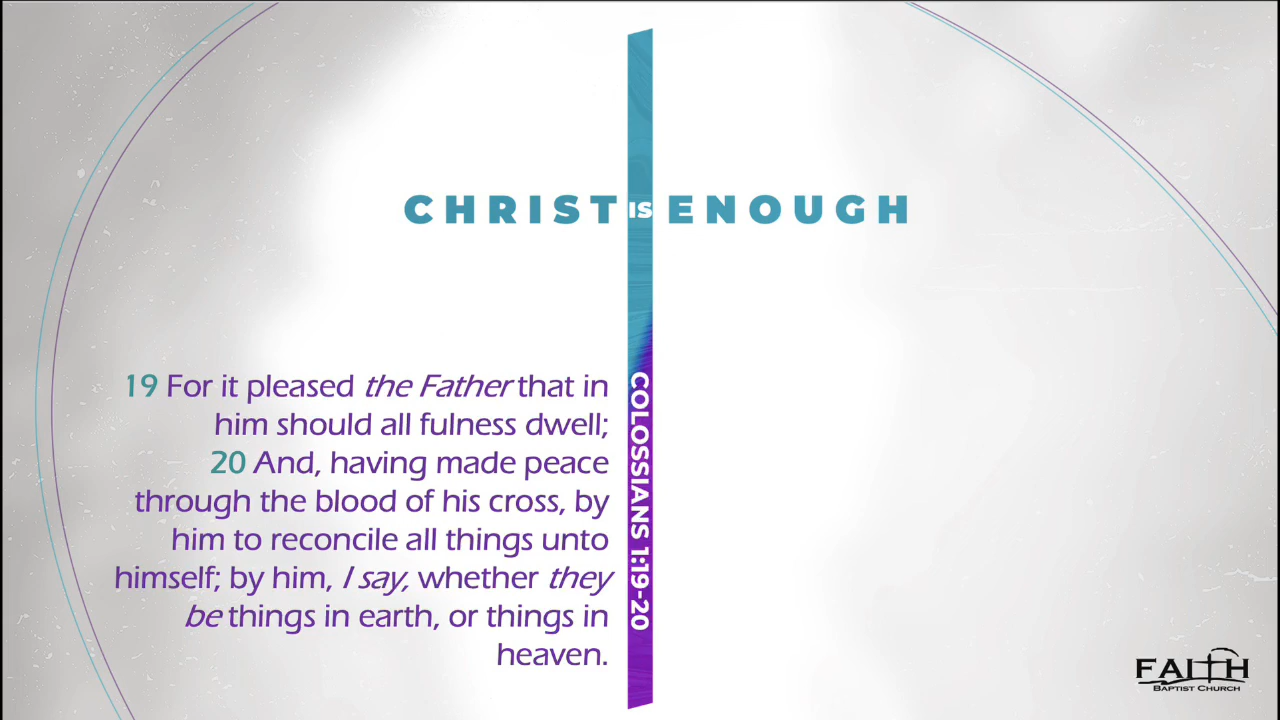 CHRIST IS ENOUGH
19 For it pleased the Father that in
him should all fulness dwell;
20 And, having made peace
through the blood of his cross, by
him to reconcile all things unto
himself; by him, I say, whether they
be things in earth, or things in
heaven.
COLOSSIANS 1:19-20
FAITH
BAPTIST CHURCH